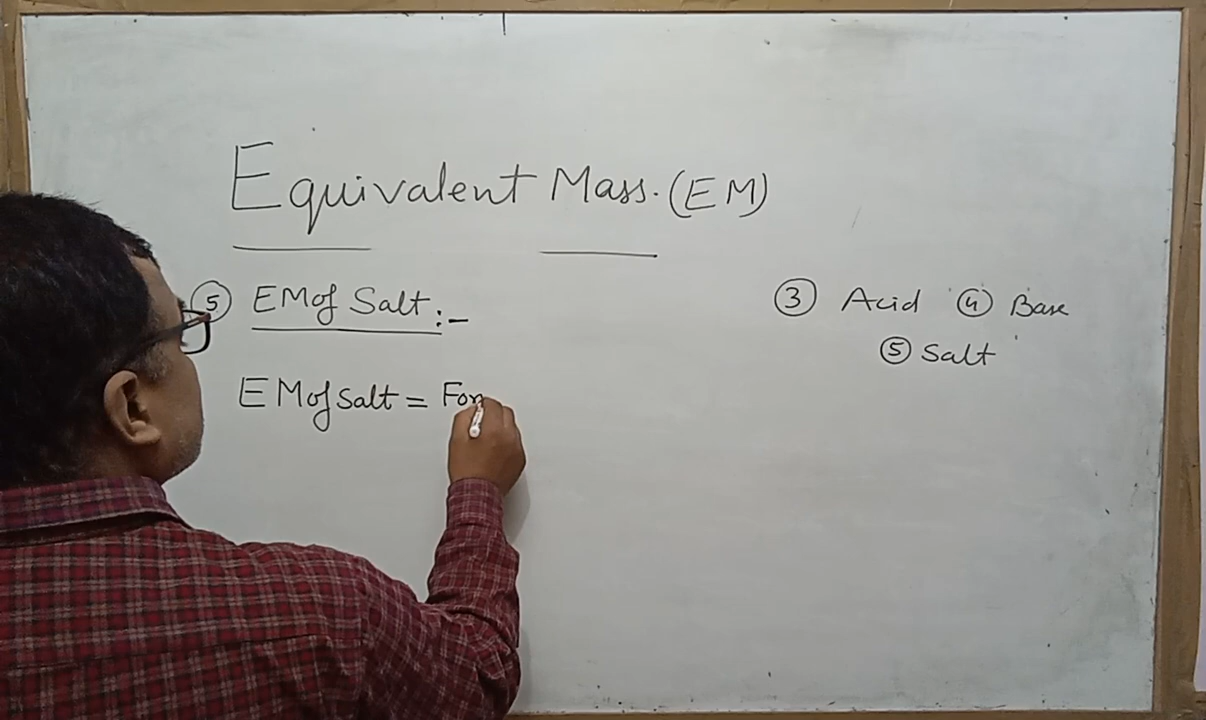 Equivalent Mass. (EM)
⑤ EM of Salt :-
③ Acid ④ Base
⑤ Salt
EM of Salt = For